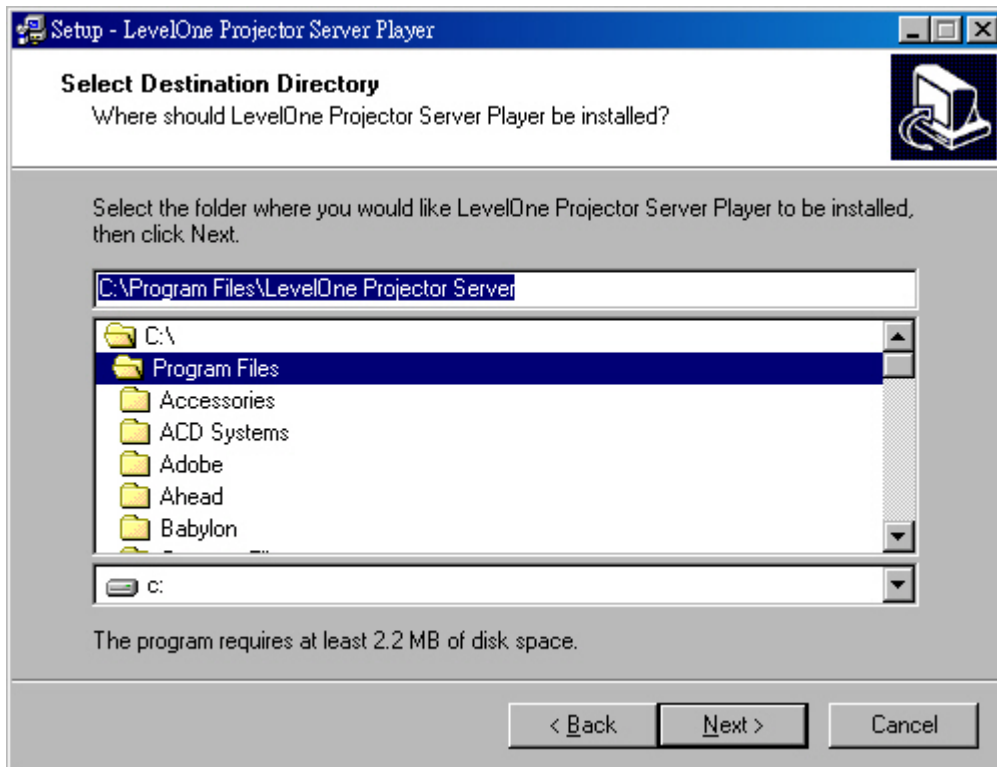 Setup - LevelOne Projector Server Player
Select Destination Directory
Where should LevelOne Projector Server Player be installed?
Select the folder where you would like LevelOne Projector Server Player to be installed,
then click Next.
C:\Program Files\LevelOne Projector Server
C:\
Program Files
Accessories
ACD Systems
Adobe
Ahead
Babylon
c:
The program requires at least 2.2 MB of disk space.
< Back Next > Cancel